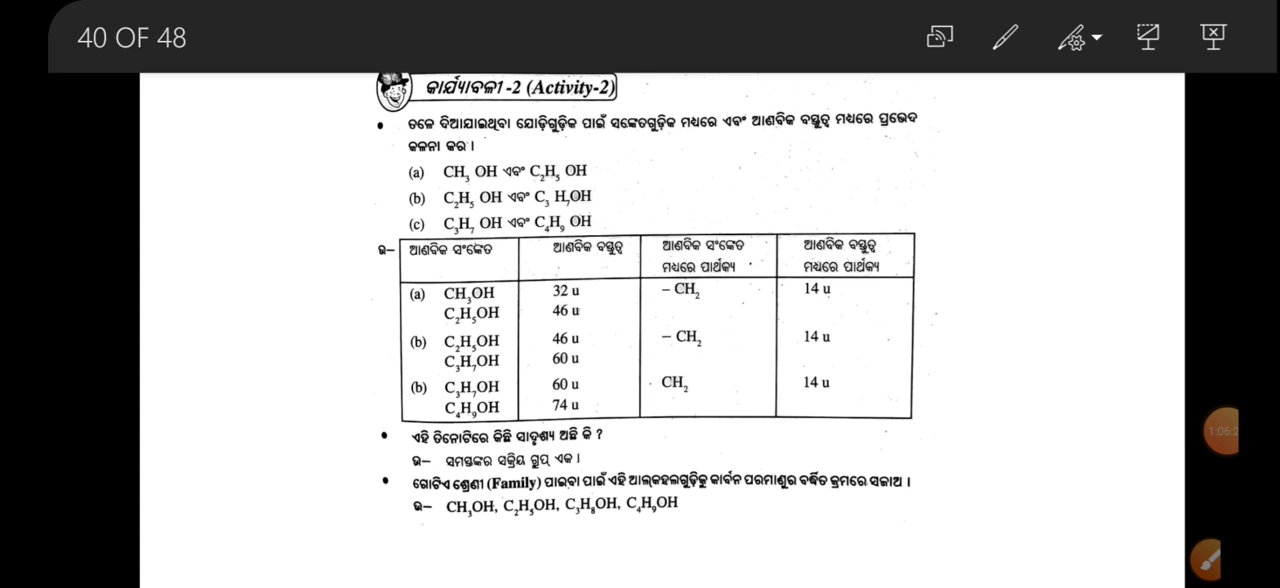 40 OF 48
କାର୍ଯ୍ୟାବଳୀ-2 (Activity-2)
• ତଳେ ଦିଆଯାଇଥିବା ଯୋଡ଼ିଗୁଡ଼ିକ ପାଇଁ ସଙ୍କେତଗୁଡ଼ିକ ମଧ୍ୟରେ ଏବଂ ଆଣବିକ ବସ୍ତୁତ୍ୱ ମଧ୍ୟରେ ପ୍ରଭେଦ
କଳନା କର ।
(a) CH₃ OH ଏବଂ C₂H₅ OH
(b) C₂H₅ OH ଏବଂ C₃ H₇OH
(c) C₃H₇ OH ଏବଂ C₄H₉ OH
ଉ– ଆଣବିକ ସଂଙ୍କେତ ଆଣବିକ ବସ୍ତୁତ୍ୱ ଆଣବିକ ସଂଙ୍କେତ ଆଣବିକ ବସ୍ତୁତ୍ୱ
ମଧ୍ୟରେ ପାର୍ଥକ୍ୟ ମଧ୍ୟରେ ପାର୍ଥକ୍ୟ
(a) CH₃OH 32 u – CH₂ 14 u
C₂H₅OH 46 u
(b) C₂H₅OH 46 u – CH₂ 14 u
C₃H₇OH 60 u
(b) C₃H₇OH 60 u CH₂ 14 u
C₄H₉OH 74 u
• ଏହି ତିନୋଟିରେ କିଛି ସାଦୃଶ୍ୟ ଅଛି କି ?
ଉ– ସମସ୍ତଙ୍କର ସକ୍ରିୟ ଗ୍ରୁପ୍ ଏକ ।
• ଗୋଟିଏ ଶ୍ରେଣୀ (Family) ପାଇବା ପାଇଁ ଏହି ଆଲ୍‌କହଲଗୁଡ଼ିକୁ କାର୍ବନ ପରମାଣୁର ବର୍ଦ୍ଧିତ କ୍ରମରେ ସଜାଅ ।
ଉ– CH₃OH, C₂H₅OH, C₃H₈OH, C₄H₉OH
1:06:2